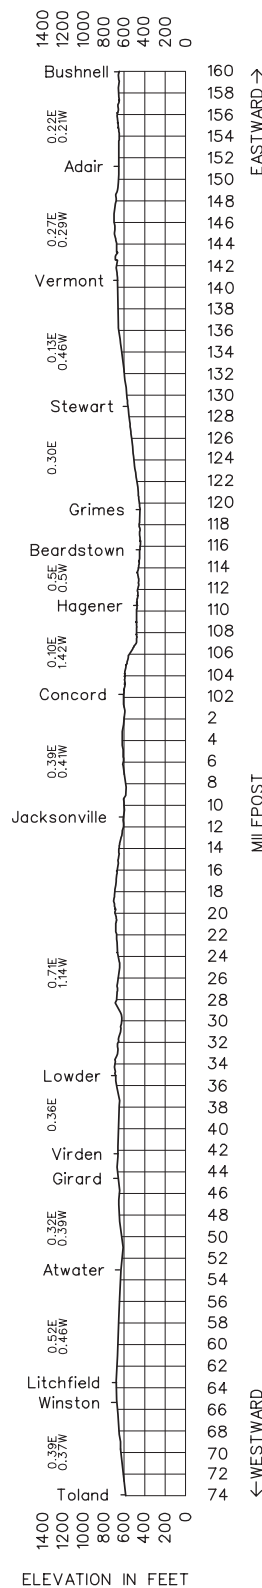 1400 1200 1000 800 600 400 200 0
Bushnell
160
EASTWARD →
158
156
0.22E
0.21W
154
152
Adair
150
148
0.27E
0.29W
146
144
142
Vermont
140
138
136
0.13E
0.46W
134
132
130
Stewart
128
126
0.30E
124
122
120
Grimes
118
116
Beardstown
114
0.5E
0.5W
112
Hagener
110
108
106
0.10E
1.42W
104
Concord
102
2
4
0.39E
0.41W
6
8
MILEPOST
10
Jacksonville
12
14
16
18
20
22
24
0.71E
1.14W
26
28
30
32
34
Lowder
36
38
0.36E
40
42
Virden
44
Girard
46
48
0.32E
0.39W
50
52
Atwater
54
56
58
0.52E
0.46W
60
62
Litchfield
64
Winston
66
← WESTWARD
68
0.39E
0.37W
70
72
Toland
74
1400 1200 1000 800 600 400 200 0
ELEVATION IN FEET